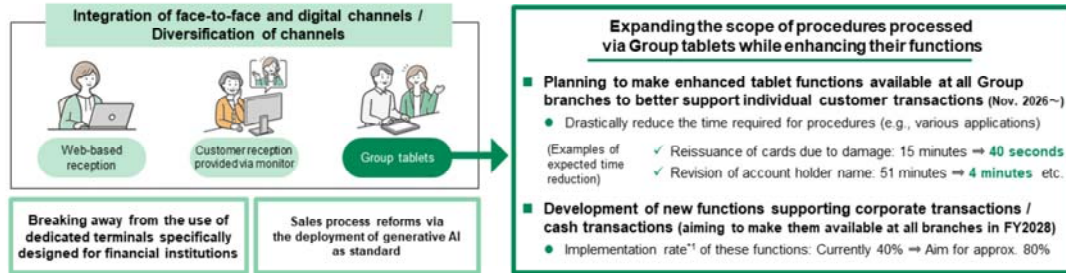 Integration of face-to-face and digital channels /
Diversification of channels
Web-based
reception
Customer reception
provided via monitor
Group tablets
Breaking away from the use of
dedicated terminals specifically
designed for financial institutions
Sales process reforms via
the deployment of generative AI
as standard
Expanding the scope of procedures processed
via Group tablets while enhancing their functions
■ Planning to make enhanced tablet functions available at all Group
branches to better support individual customer transactions (Nov. 2026～)
● Drastically reduce the time required for procedures (e.g., various applications)
(Examples of
expected time
reduction)
✓ Reissuance of cards due to damage: 15 minutes ⇒ 40 seconds
✓ Revision of account holder name: 51 minutes ⇒ 4 minutes etc.
■ Development of new functions supporting corporate transactions /
cash transactions (aiming to make them available at all branches in FY2028)
● Implementation rate*1 of these functions: Currently 40% ⇒ Aim for approx. 80%